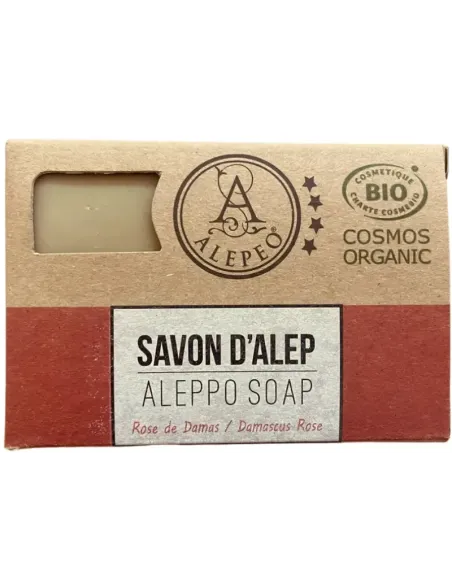 A
ALEPEO®
COSMETIQUE
BIO
CHARTE COSMEBIO
COSMOS
ORGANIC
SAVON D'ALEP
ALEPPO SOAP
Rose de Damas / Damascus Rose